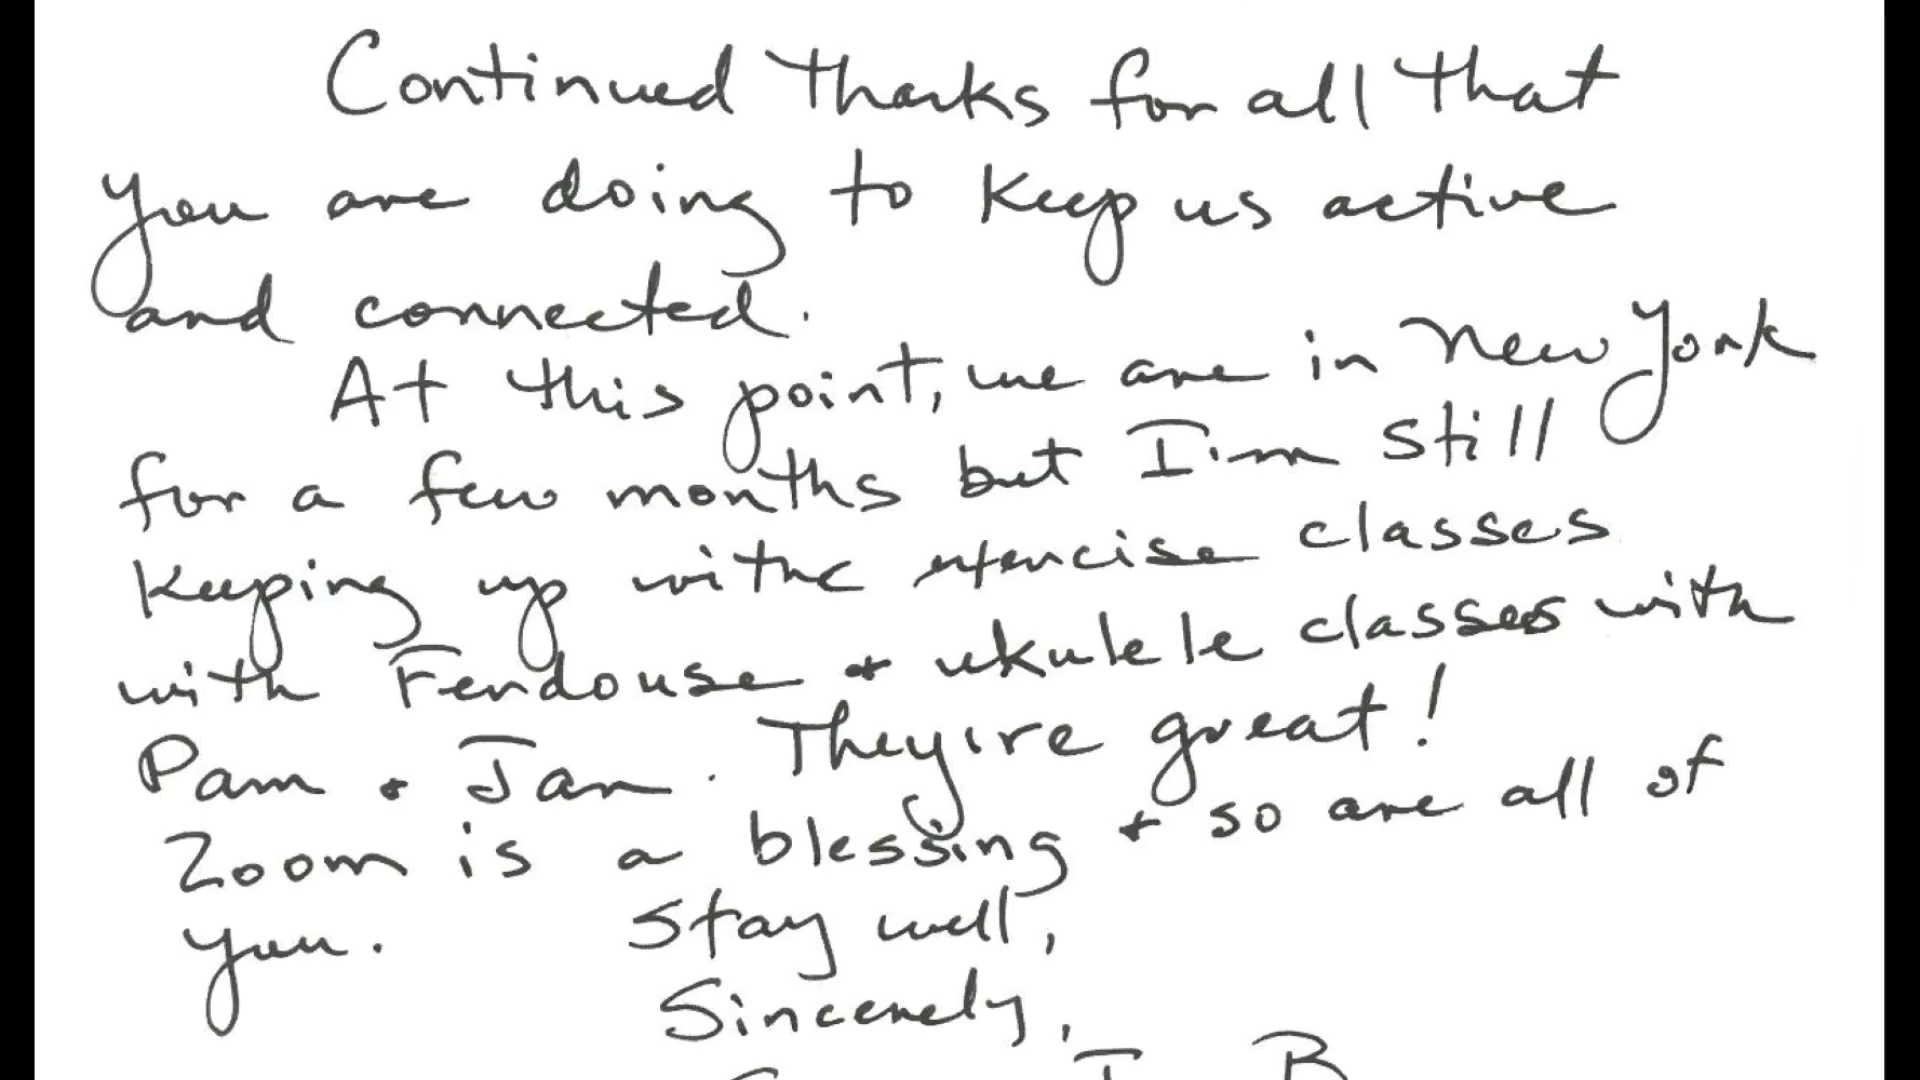 Continued thanks for all that
you are doing to keep us active
and connected.
At this point, we are in New York
for a few months but I'm still
keeping up with exercise classes
with Ferdouse + ukulele classes with
Pam + Jan. They're great!
Zoom is a blessing + so are all of
you. Stay well,
Sincerely,